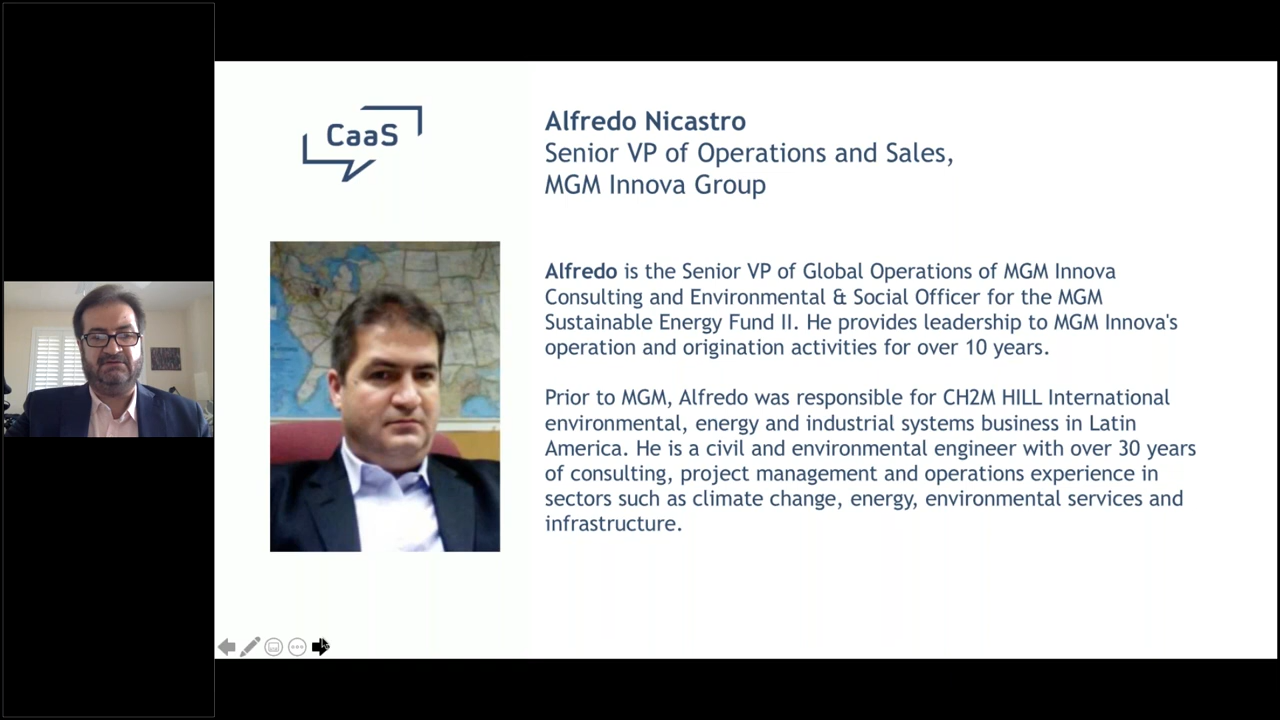 CaaS
Alfredo Nicastro
Senior VP of Operations and Sales,
MGM Innova Group
Alfredo is the Senior VP of Global Operations of MGM Innova
Consulting and Environmental & Social Officer for the MGM
Sustainable Energy Fund II. He provides leadership to MGM Innova's
operation and origination activities for over 10 years.
Prior to MGM, Alfredo was responsible for CH2M HILL International
environmental, energy and industrial systems business in Latin
America. He is a civil and environmental engineer with over 30 years
of consulting, project management and operations experience in
sectors such as climate change, energy, environmental services and
infrastructure.